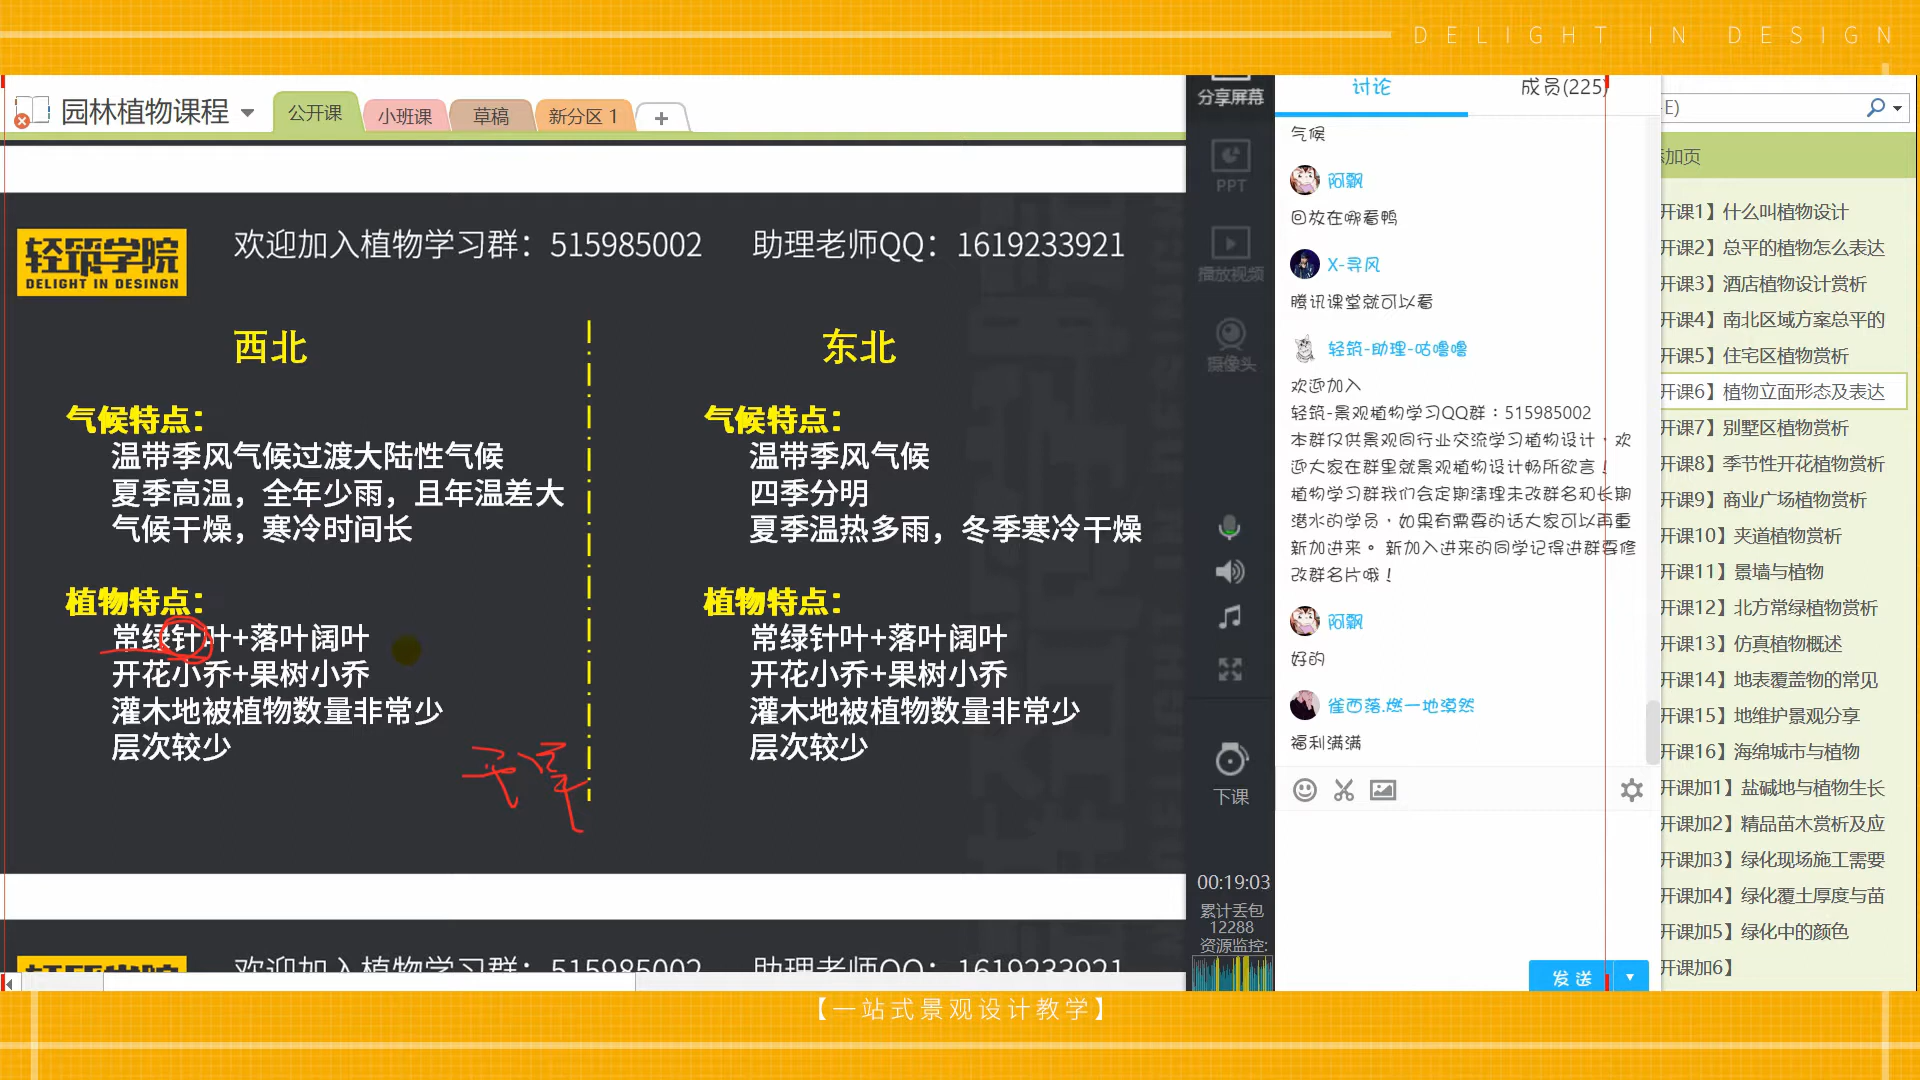 DELIGHT IN DESIGN
园林植物课程
公开课
小班课
草稿
新分区 1
欢迎加入植物学习群：515985002
助理老师QQ：1619233921
轻筑学院
DELIGHT IN DESINGN
西北
气候特点：
温带季风气候过渡大陆性气候
夏季高温，全年少雨，且年温差大
气候干燥，寒冷时间长
植物特点：
常绿针叶+落叶阔叶
开花小乔+果树小乔
灌木地被植物数量非常少
层次较少
东北
气候特点：
温带季风气候
四季分明
夏季温热多雨，冬季寒冷干燥
植物特点：
常绿针叶+落叶阔叶
开花小乔+果树小乔
灌木地被植物数量非常少
层次较少
欢迎加入植物学习群：515985002
助理老师QQ：1619233921
分享屏幕
PPT
播放视频
摄像头
下课
00:19:03
累计丢包
12288
资源监控:
讨论
成员(225)
气候
阿飘
回放在哪看鸭
X-寻风
腾讯课堂就可以看
轻筑-助理-咕噜噜
欢迎加入
轻筑-景观植物学习QQ群：515985002
本群仅供景观同行业交流学习植物设计，欢
迎大家在群里就景观植物设计畅所欲言！
植物学习群我们会定期清理未改群名和长期
潜水的学员，如果有需要的话大家可以再重
新加进来。 新加入进来的同学记得进群要修
改群名片哦！
阿飘
好的
雀西落.燃一地漠然
福利满满
发送
E)
加页
开课1】什么叫植物设计
开课2】总平的植物怎么表达
开课3】酒店植物设计赏析
开课4】南北区域方案总平的
开课5】住宅区植物赏析
开课6】植物立面形态及表达
开课7】别墅区植物赏析
开课8】季节性开花植物赏析
开课9】商业广场植物赏析
开课10】夹道植物赏析
开课11】景墙与植物
开课12】北方常绿植物赏析
开课13】仿真植物概述
开课14】地表覆盖物的常见
开课15】地维护景观分享
开课16】海绵城市与植物
开课加1】盐碱地与植物生长
开课加2】精品苗木赏析及应
开课加3】绿化现场施工需要
开课加4】绿化覆土厚度与苗
开课加5】绿化中的颜色
开课加6】
【一站式景观设计教学】